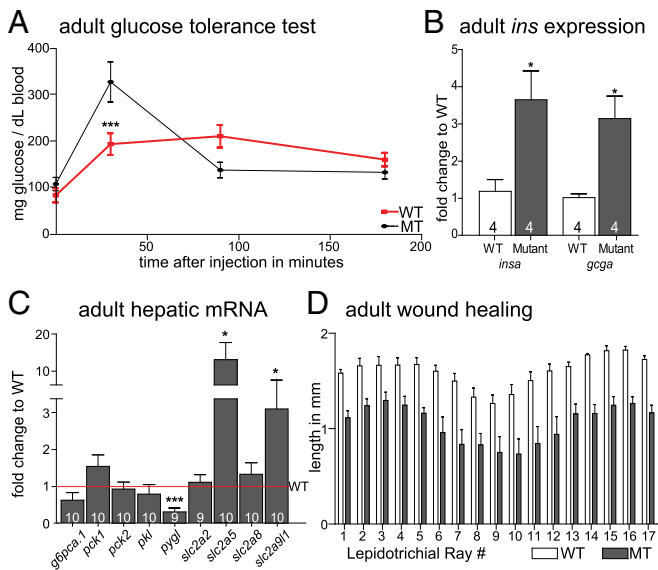 A adult glucose tolerance test
400
300
200
100
0
mg glucose / dL blood
***
50 100 150 200
time after injection in minutes
WT
MT
B adult ins expression
5
4
3
2
1
0
fold change to WT
* *
4 4 4 4
WT Mutant WT Mutant
insa gcga
C adult hepatic mRNA
20
15
10
5
3
2
1
0
fold change to WT
* *
***
WT
10 10 10 10 9 9 10 10 10
g6pca.1 pck1 pck2 pkl pygl slc2a2 slc2a5 slc2a8 slc2a9l1
D adult wound healing
2
1
0
length in mm
1 2 3 4 5 6 7 8 9 10 11 12 13 14 15 16 17
Lepidotrichial Ray # WT MT